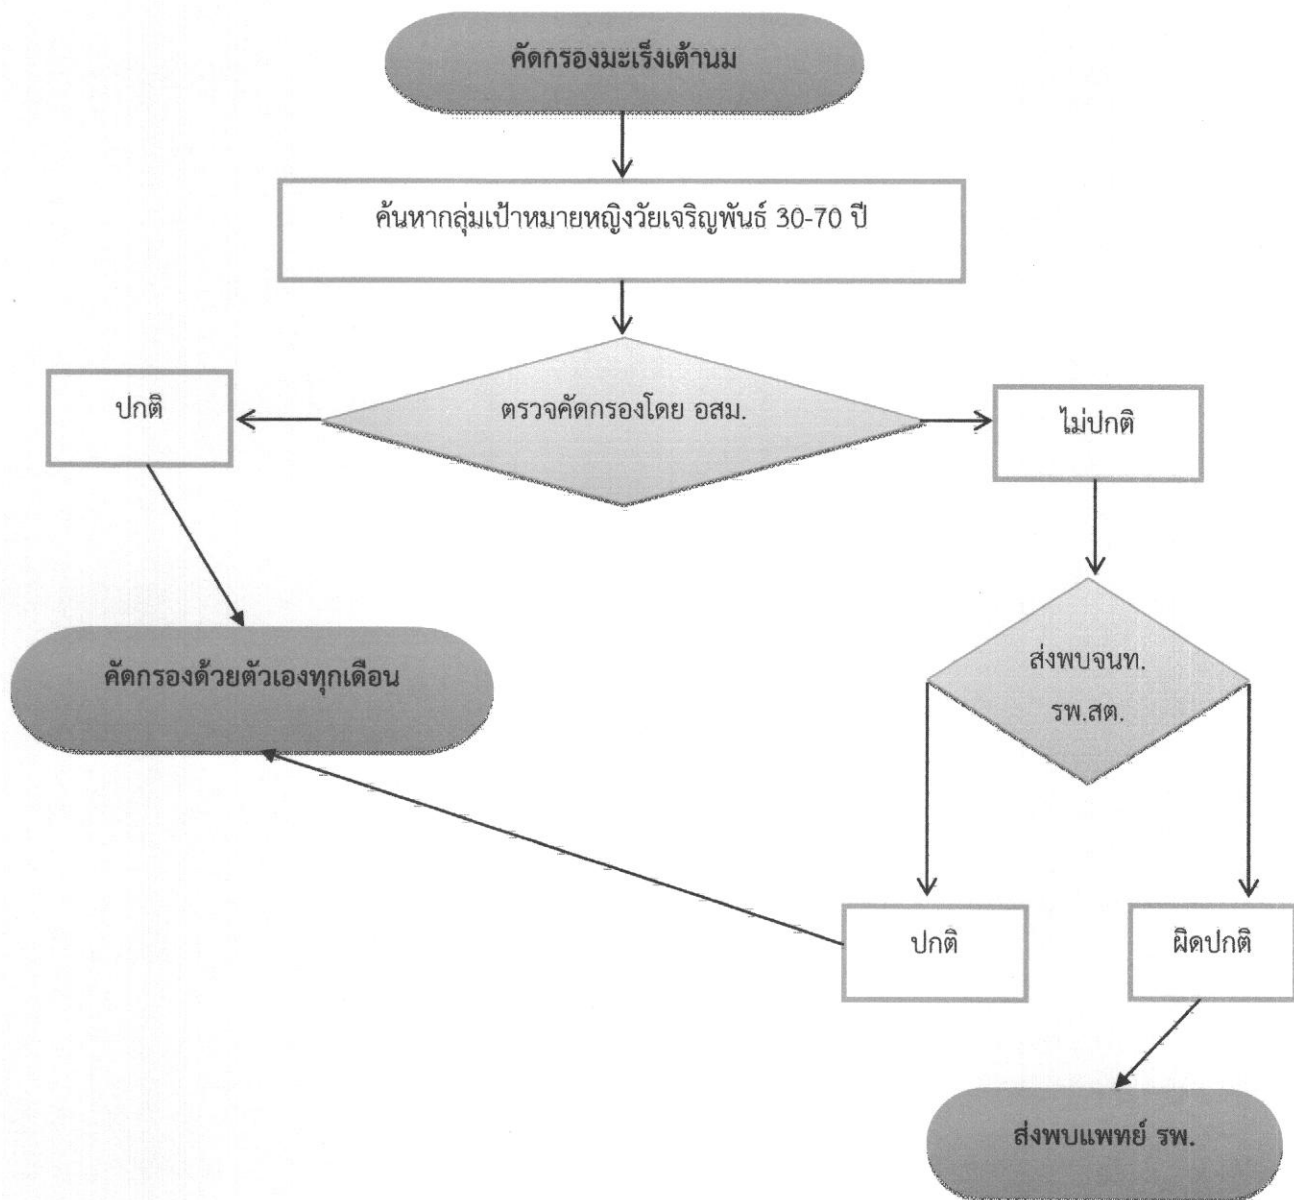 คัดกรองมะเร็งเต้านม
ค้นหากลุ่มเป้าหมายหญิงวัยเจริญพันธ์ 30-70 ปี
ปกติ
ตรวจคัดกรองโดย อสม.
ไม่ปกติ
คัดกรองด้วยตัวเองทุกเดือน
ส่งพบจนท.
รพ.สต.
ปกติ
ผิดปกติ
ส่งพบแพทย์ รพ.